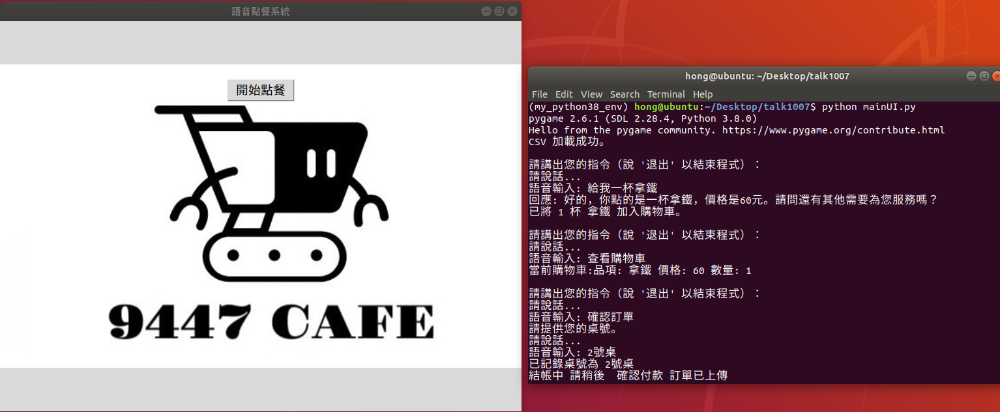 語音點餐系統
開始點餐
9447 CAFE
hong@ubuntu: ~/Desktop/talk1007
File Edit View Search Terminal Help
(my_python38_env) hong@ubuntu:~/Desktop/talk1007$ python mainUI.py
pygame 2.6.1 (SDL 2.28.4, Python 3.8.0)
Hello from the pygame community. https://www.pygame.org/contribute.html
CSV 加載成功。
請講出您的指令（說 '退出' 以結束程式）：
請說話...
語音輸入: 給我一杯拿鐵
回應: 好的，你點的是一杯拿鐵，價格是60元。請問還有其他需要為您服務嗎？
已將 1 杯 拿鐵 加入購物車。
請講出您的指令（說 '退出' 以結束程式）：
請說話...
語音輸入: 查看購物車
當前購物車:品項: 拿鐵 價格: 60 數量: 1
請講出您的指令（說 '退出' 以結束程式）：
請說話...
語音輸入: 確認訂單
請提供您的桌號。
請說話...
語音輸入: 2號桌
已記錄桌號為 2號桌
結帳中 請稍後  確認付款 訂單已上傳